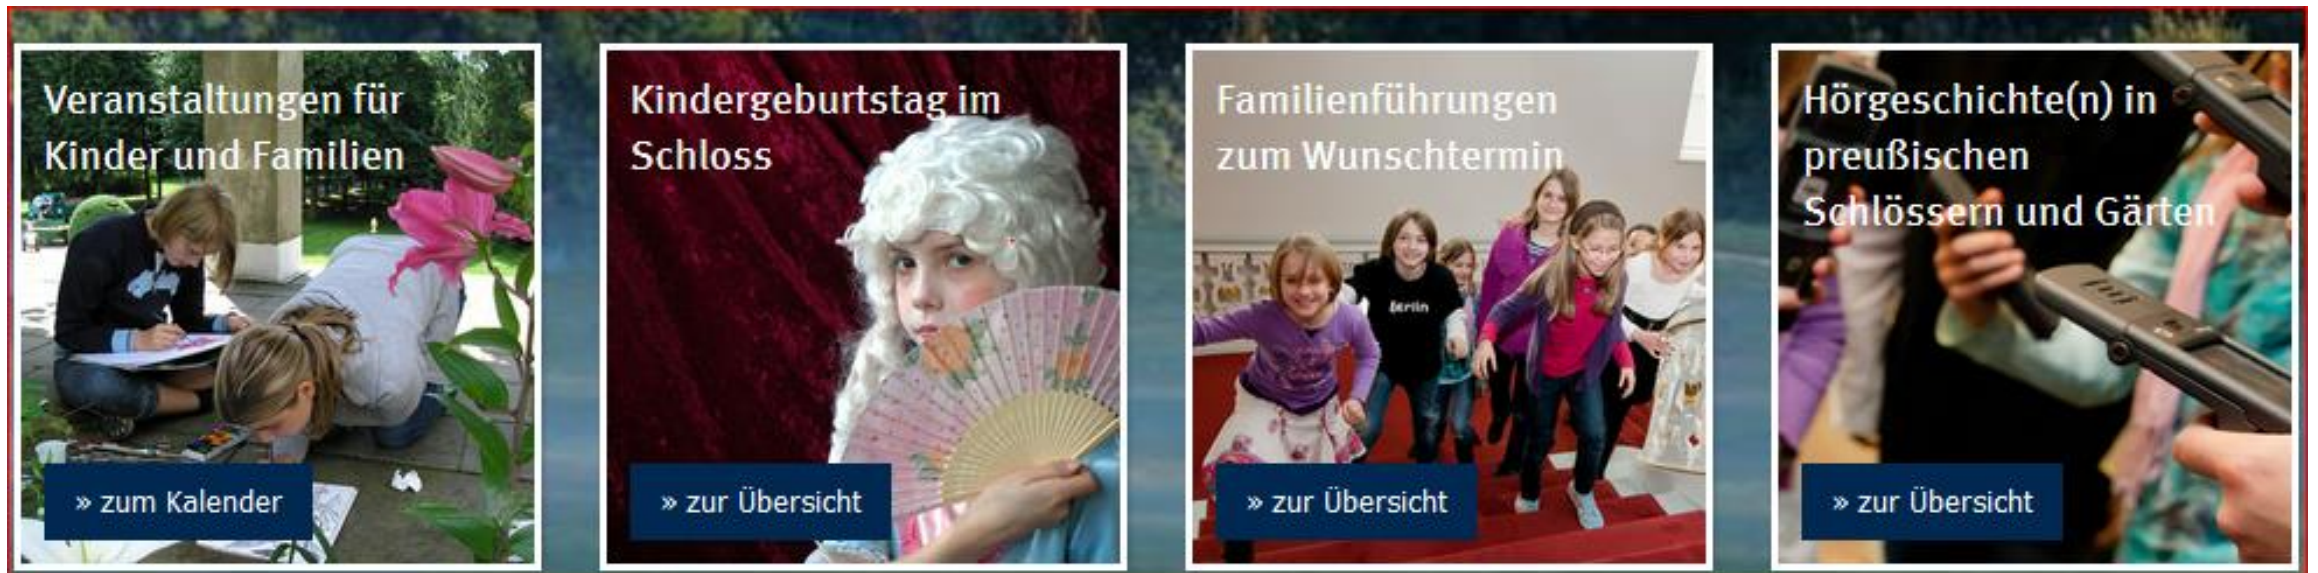 Veranstaltungen für
Kinder und Familien
» zum Kalender
Kindergeburtstag im
Schloss
» zur Übersicht
Familienführungen
zum Wunschtermin
Berlin
» zur Übersicht
Hörgeschichte(n) in
preußischen
Schlössern und Gärten
» zur Übersicht